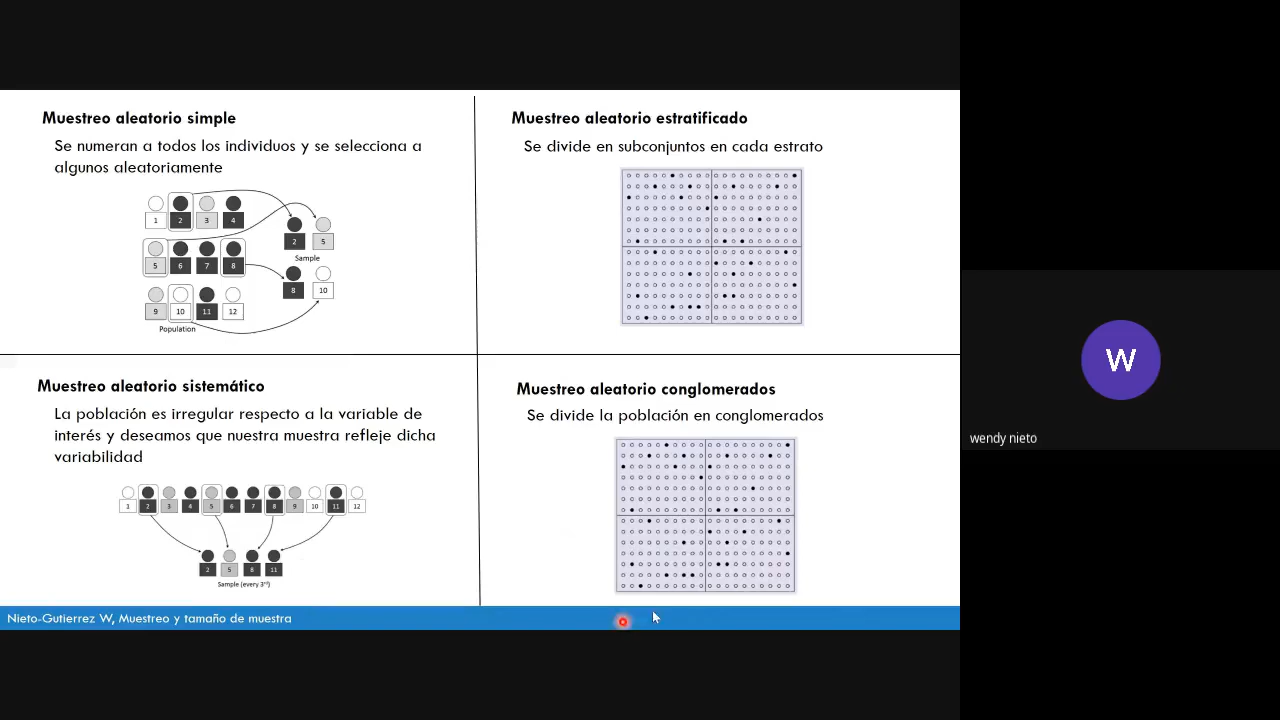 Muestreo aleatorio simple
Se numeran a todos los individuos y se selecciona a
algunos aleatoriamente
1 2 3 4
2 5
Sample
5 6 7 8
8 10
9 10 11 12
Population
Muestreo aleatorio estratificado
Se divide en subconjuntos en cada estrato
Muestreo aleatorio sistemático
La población es irregular respecto a la variable de
interés y deseamos que nuestra muestra refleje dicha
variabilidad
1 2 3 4 5 6 7 8 9 10 11 12
2 5 8 11
Sample (every 3rd)
Muestreo aleatorio conglomerados
Se divide la población en conglomerados
Nieto-Gutierrez W, Muestreo y tamaño de muestra
W
wendy nieto